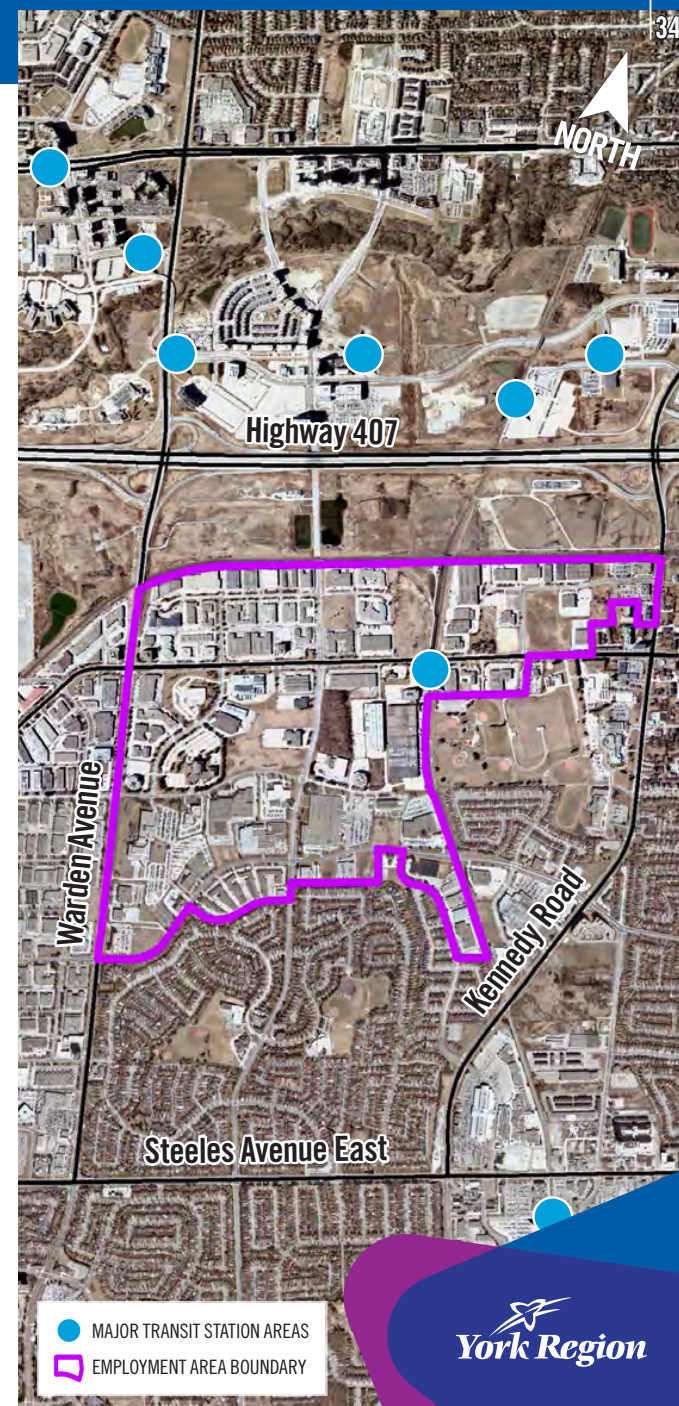 34
NORTH
Highway 407
Warden Avenue
Kennedy Road
Steeles Avenue East
MAJOR TRANSIT STATION AREAS
EMPLOYMENT AREA BOUNDARY
York Region